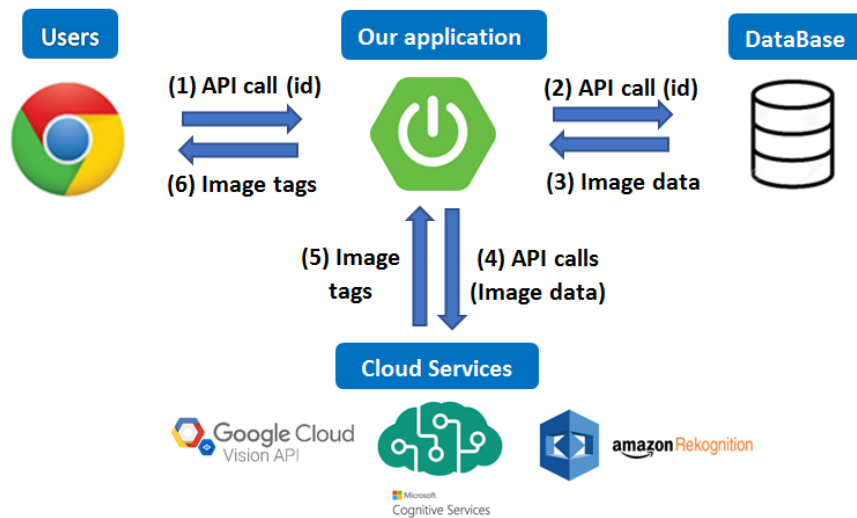 Users
Our application
DataBase
(1) API call (id)
(2) API call (id)
(6) Image tags
(3) Image data
(5) Image
tags
(4) API calls
(Image data)
Cloud Services
Google Cloud
Vision API
amazon Rekognition
Microsoft
Cognitive Services